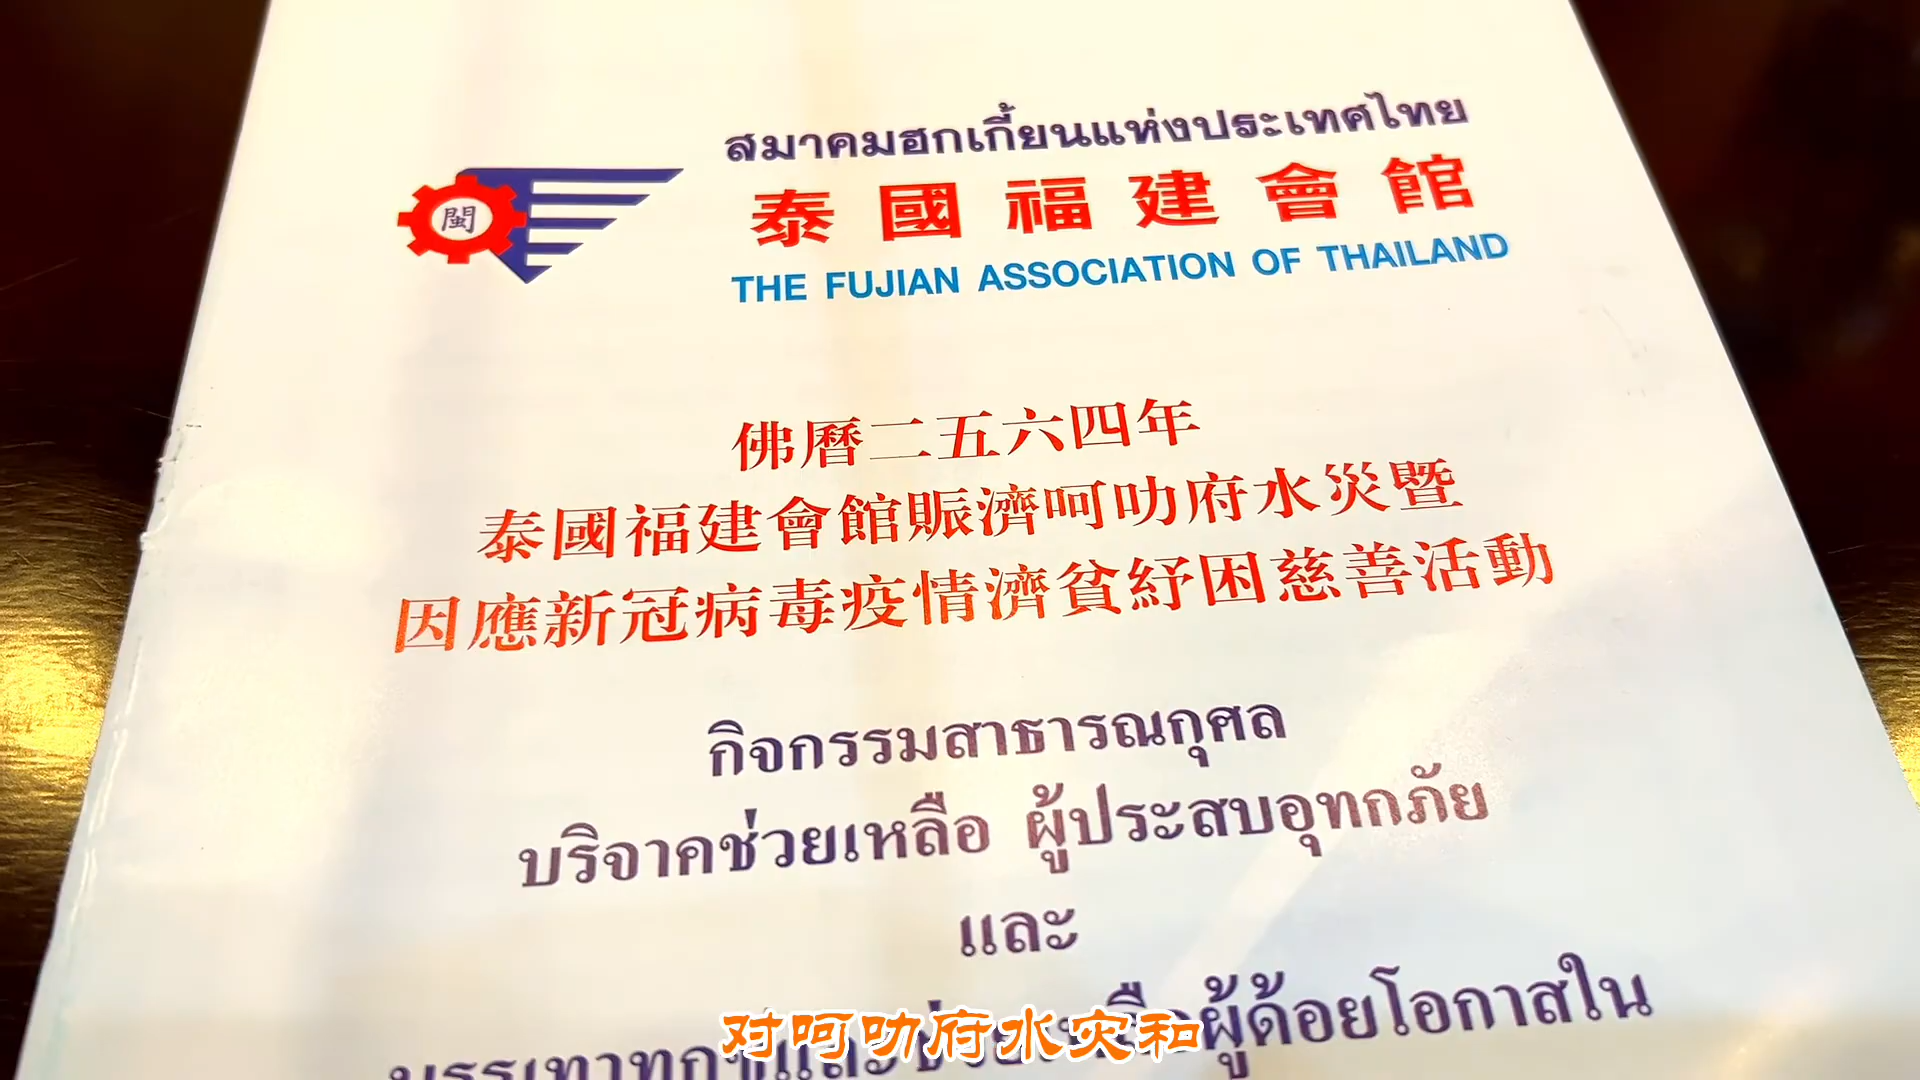 สมาคมฮกเกี้ยนแห่งประเทศไทย
閩
泰國福建會館
THE FUJIAN ASSOCIATION OF THAILAND
佛曆二五六四年
泰國福建會館賑濟呵叻府水災暨
因應新冠病毒疫情濟貧紓困慈善活動
กิจกรรมสาธารณกุศล
บริจาคช่วยเหลือ ผู้ประสบอุทกภัย
และ
ผู้ด้อยโอกาสใน
对呵叻府水灾和